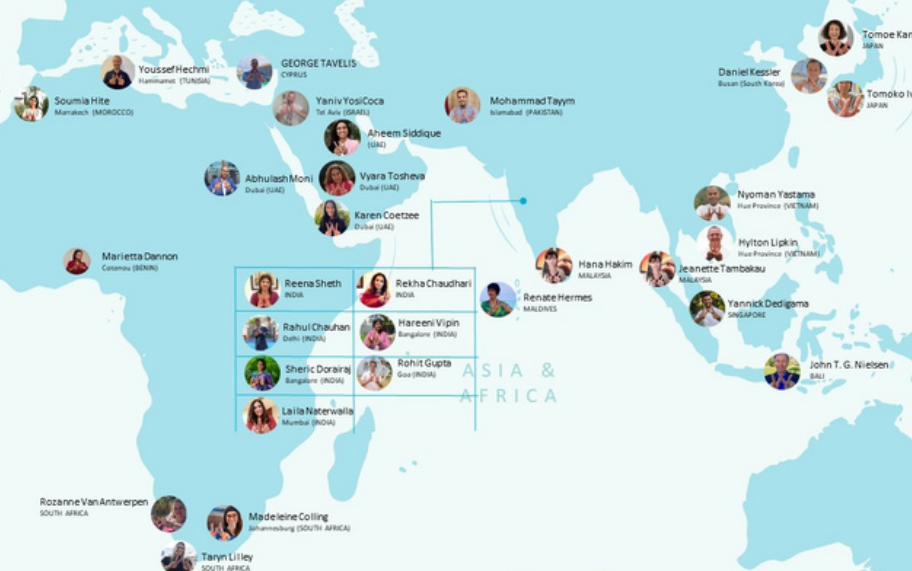 Tomoe Kan
JAPAN
GEORGE TAVELIS
CYPRUS
Youssef Hechmi
Hammamet (TUNISIA)
Daniel Kessler
Busan (South Korea)
Tomoko
JAPAN
Soumia Hite
Marrakech (MOROCCO)
Yaniv YosiCoca
Tel Aviv (ISRAEL)
Mohammad Tayym
Islamabad (PAKISTAN)
Aheem Siddique
(UAE)
Abhulash Moni
Dubai (UAE)
Vyara Tosheva
Dubai (UAE)
Karen Coetzee
Dubai (UAE)
Nyoman Yastama
Hue Province (VIETNAM)
Hylton Lipkin
Hue Province (VIETNAM)
Marietta Dannon
Cotonou (BENIN)
Hana Hakim
MALAYSIA
Jeanette Tambakau
MALAYSIA
Reena Sheth
INDIA
Rekha Chaudhari
INDIA
Renate Hermes
MALDIVES
Yannick Dedigama
SINGAPORE
Rahul Chauhan
Delhi (INDIA)
Hareeni Vipin
Bangalore (INDIA)
Sheric Dorairaj
Bangalore (INDIA)
Rohit Gupta
Goa (INDIA)
ASIA &
AFRICA
John T. G. Nielsen
BALI
Laila Naterwalla
Mumbai (INDIA)
Rozanne Van Antwerpen
SOUTH AFRICA
Madeleine Colling
Johannesburg (SOUTH AFRICA)
Taryn Lilley
SOUTH AFRICA